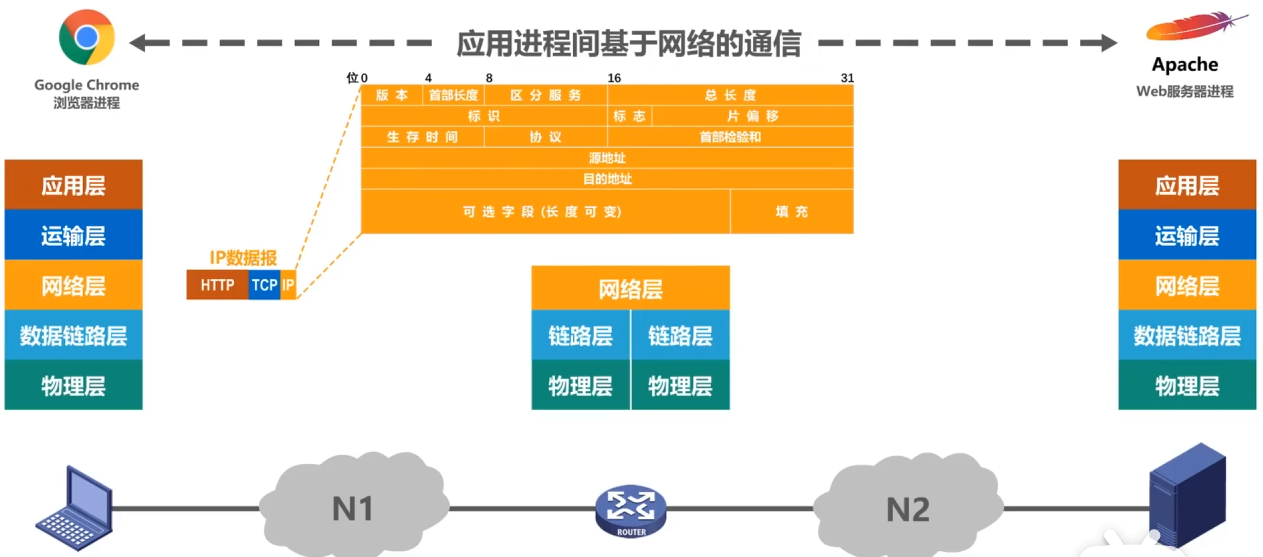 应用进程间基于网络的通信
Google Chrome
浏览器进程
Apache
Web服务器进程
位 0 4 8 16 31
版本 首部长度 区分服务 总长度
标识 标志 片偏移
生存时间 协议 首部检验和
源地址
目的地址
可选字段(长度可变) 填充
IP数据报
HTTP TCP IP
应用层
运输层
网络层
数据链路层
物理层
网络层
链路层 链路层
物理层 物理层
应用层
运输层
网络层
数据链路层
物理层
N1
ROUTER
N2